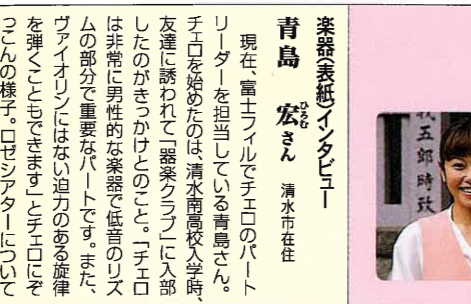 楽器(表紙)インタビュー
青島 宏さん 清水市在住
ひろむ
現在、富士フィルでチェロのパート
リーダーを担当している青島さん。
チェロを始めたのは、清水南高校入学時、
友達に誘われて「器楽クラブ」に入部
したのがきっかけとのこと。「チェロ
は非常に男性的な楽器で低音のリズ
ムの部分で重要なパートです。また、
ヴァイオリンにはない迫力のある旋律
を弾くこともできます」とチェロにぞ
っこんの様子。ロゼシアターについて
五郎時致